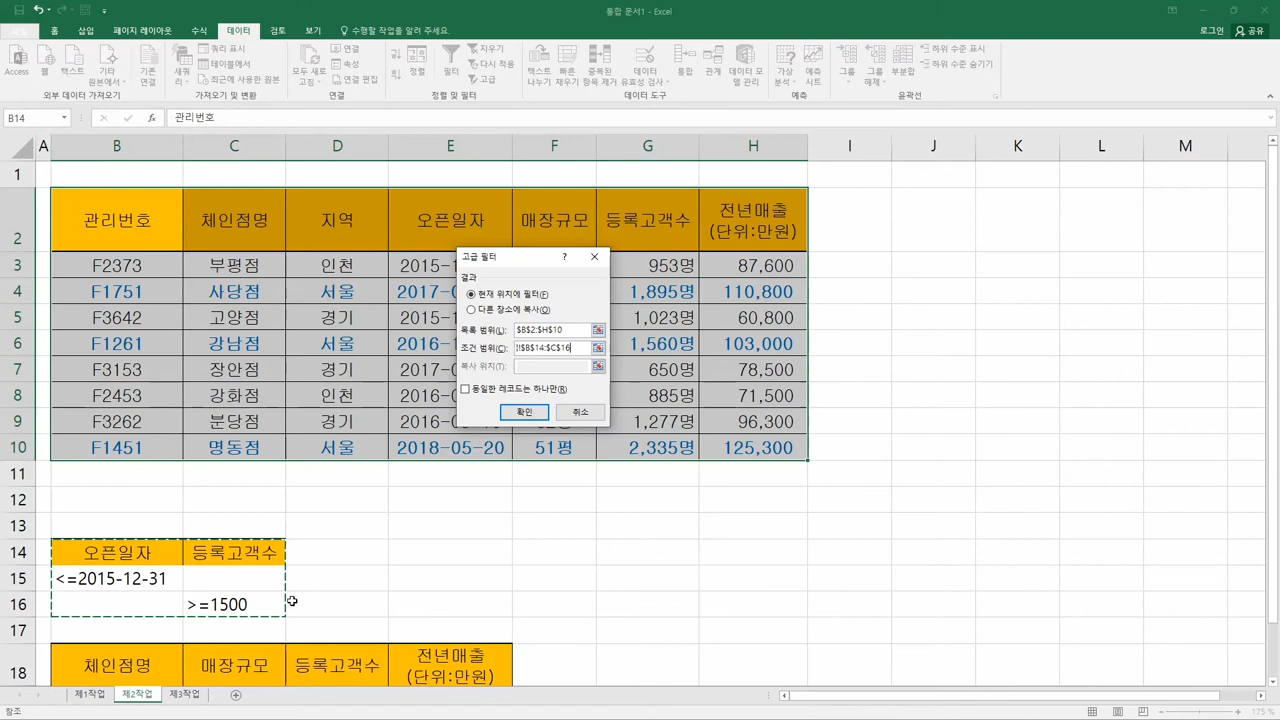 통합 문서1 - Excel
홈 삽입 페이지 레이아웃 수식 데이터 검토 보기 수행할 작업을 알려 주세요. 로그인 공유
Access 웹 텍스트 기타 원본에서 기존 연결 새쿼리 쿼리 표시 테이블에서 최근에 사용한 원본 모두 새로 고침 연결 속성 연결 편집 정렬 필터 지우기 다시 적용 고급 텍스트 나누기 빠른 채우기 중복된 항목 제거 데이터 유효성 검사 통합 관계 데이터 모델 관리 가상 분석 예측 시트 그룹 그룹 해제 부분합 하위 수준 표시 하위 수준 숨기기
외부 데이터 가져오기 가져오기 및 변환 연결 정렬 및 필터 데이터 도구 예측 윤곽선
B14 fx 관리번호
A B C D E F G H I J K L M
1
2 관리번호 체인점명 지역 오픈일자 매장규모 등록고객수 전년매출
(단위:만원)
3 F2373 부평점 인천 2015-1 953명 87,600
4 F1751 사당점 서울 2017-0 1,895명 110,800
5 F3642 고양점 경기 2015-1 1,023명 60,800
6 F1261 강남점 서울 2016-1 1,560명 103,000
7 F3153 장안점 경기 2017-0 650명 78,500
8 F2453 강화점 인천 2016-0 885명 71,500
9 F3262 분당점 경기 2016-0 1,277명 96,300
10 F1451 명동점 서울 2018-05-20 51평 2,335명 125,300
고급 필터 ?
결과
현재 위치에 필터(F)
다른 장소에 복사(O)
목록 범위(L): $B$2:$H$10
조건 범위(C): !!$B$14:$C$16
복사 위치(T):
동일한 레코드는 하나만(R)
확인 취소
11
12
13
14 오픈일자 등록고객수
15 <=2015-12-31
16 >=1500
17
18 체인점명 매장규모 등록고객수 전년매출
(단위:만원)
제1작업 제2작업 제3작업
참조 175 %